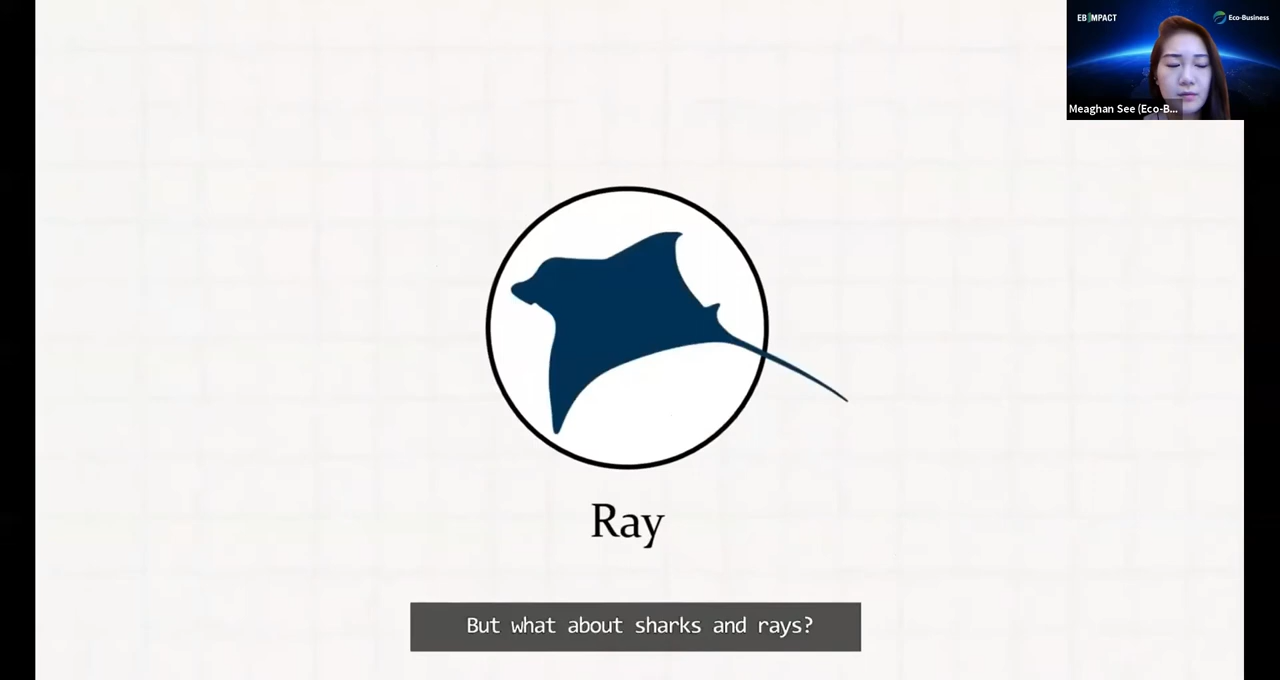 EB IMPACT
Eco-Business
Meaghan See (Eco-B...
Ray
But what about sharks and rays?